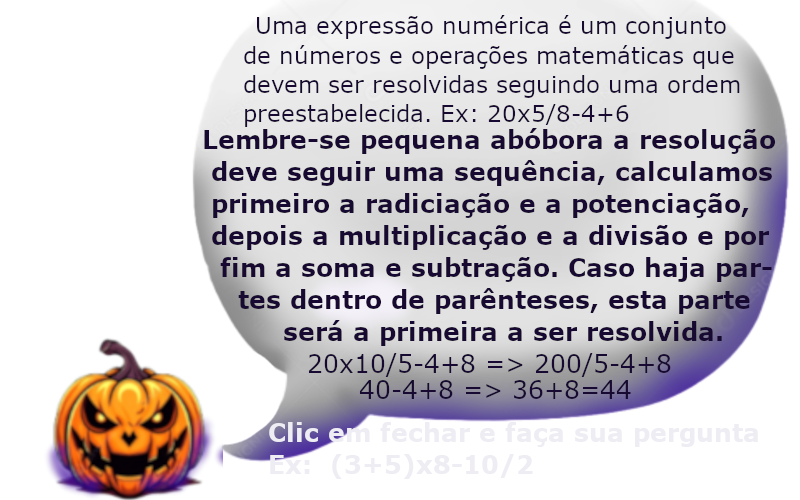 Uma expressão numérica é um conjunto
de números e operações matemáticas que
devem ser resolvidas seguindo uma ordem
preestabelecida. Ex: 20x5/8-4+6
Lembre-se pequena abóbora a resolução
deve seguir uma sequência, calculamos
primeiro a radiciação e a potenciação,
depois a multiplicação e a divisão e por
fim a soma e subtração. Caso haja par-
tes dentro de parênteses, esta parte
será a primeira a ser resolvida.
20x10/5-4+8 => 200/5-4+8
40-4+8 => 36+8=44
Clic em fechar e faça sua pergunta
Ex: (3+5)x8-10/2